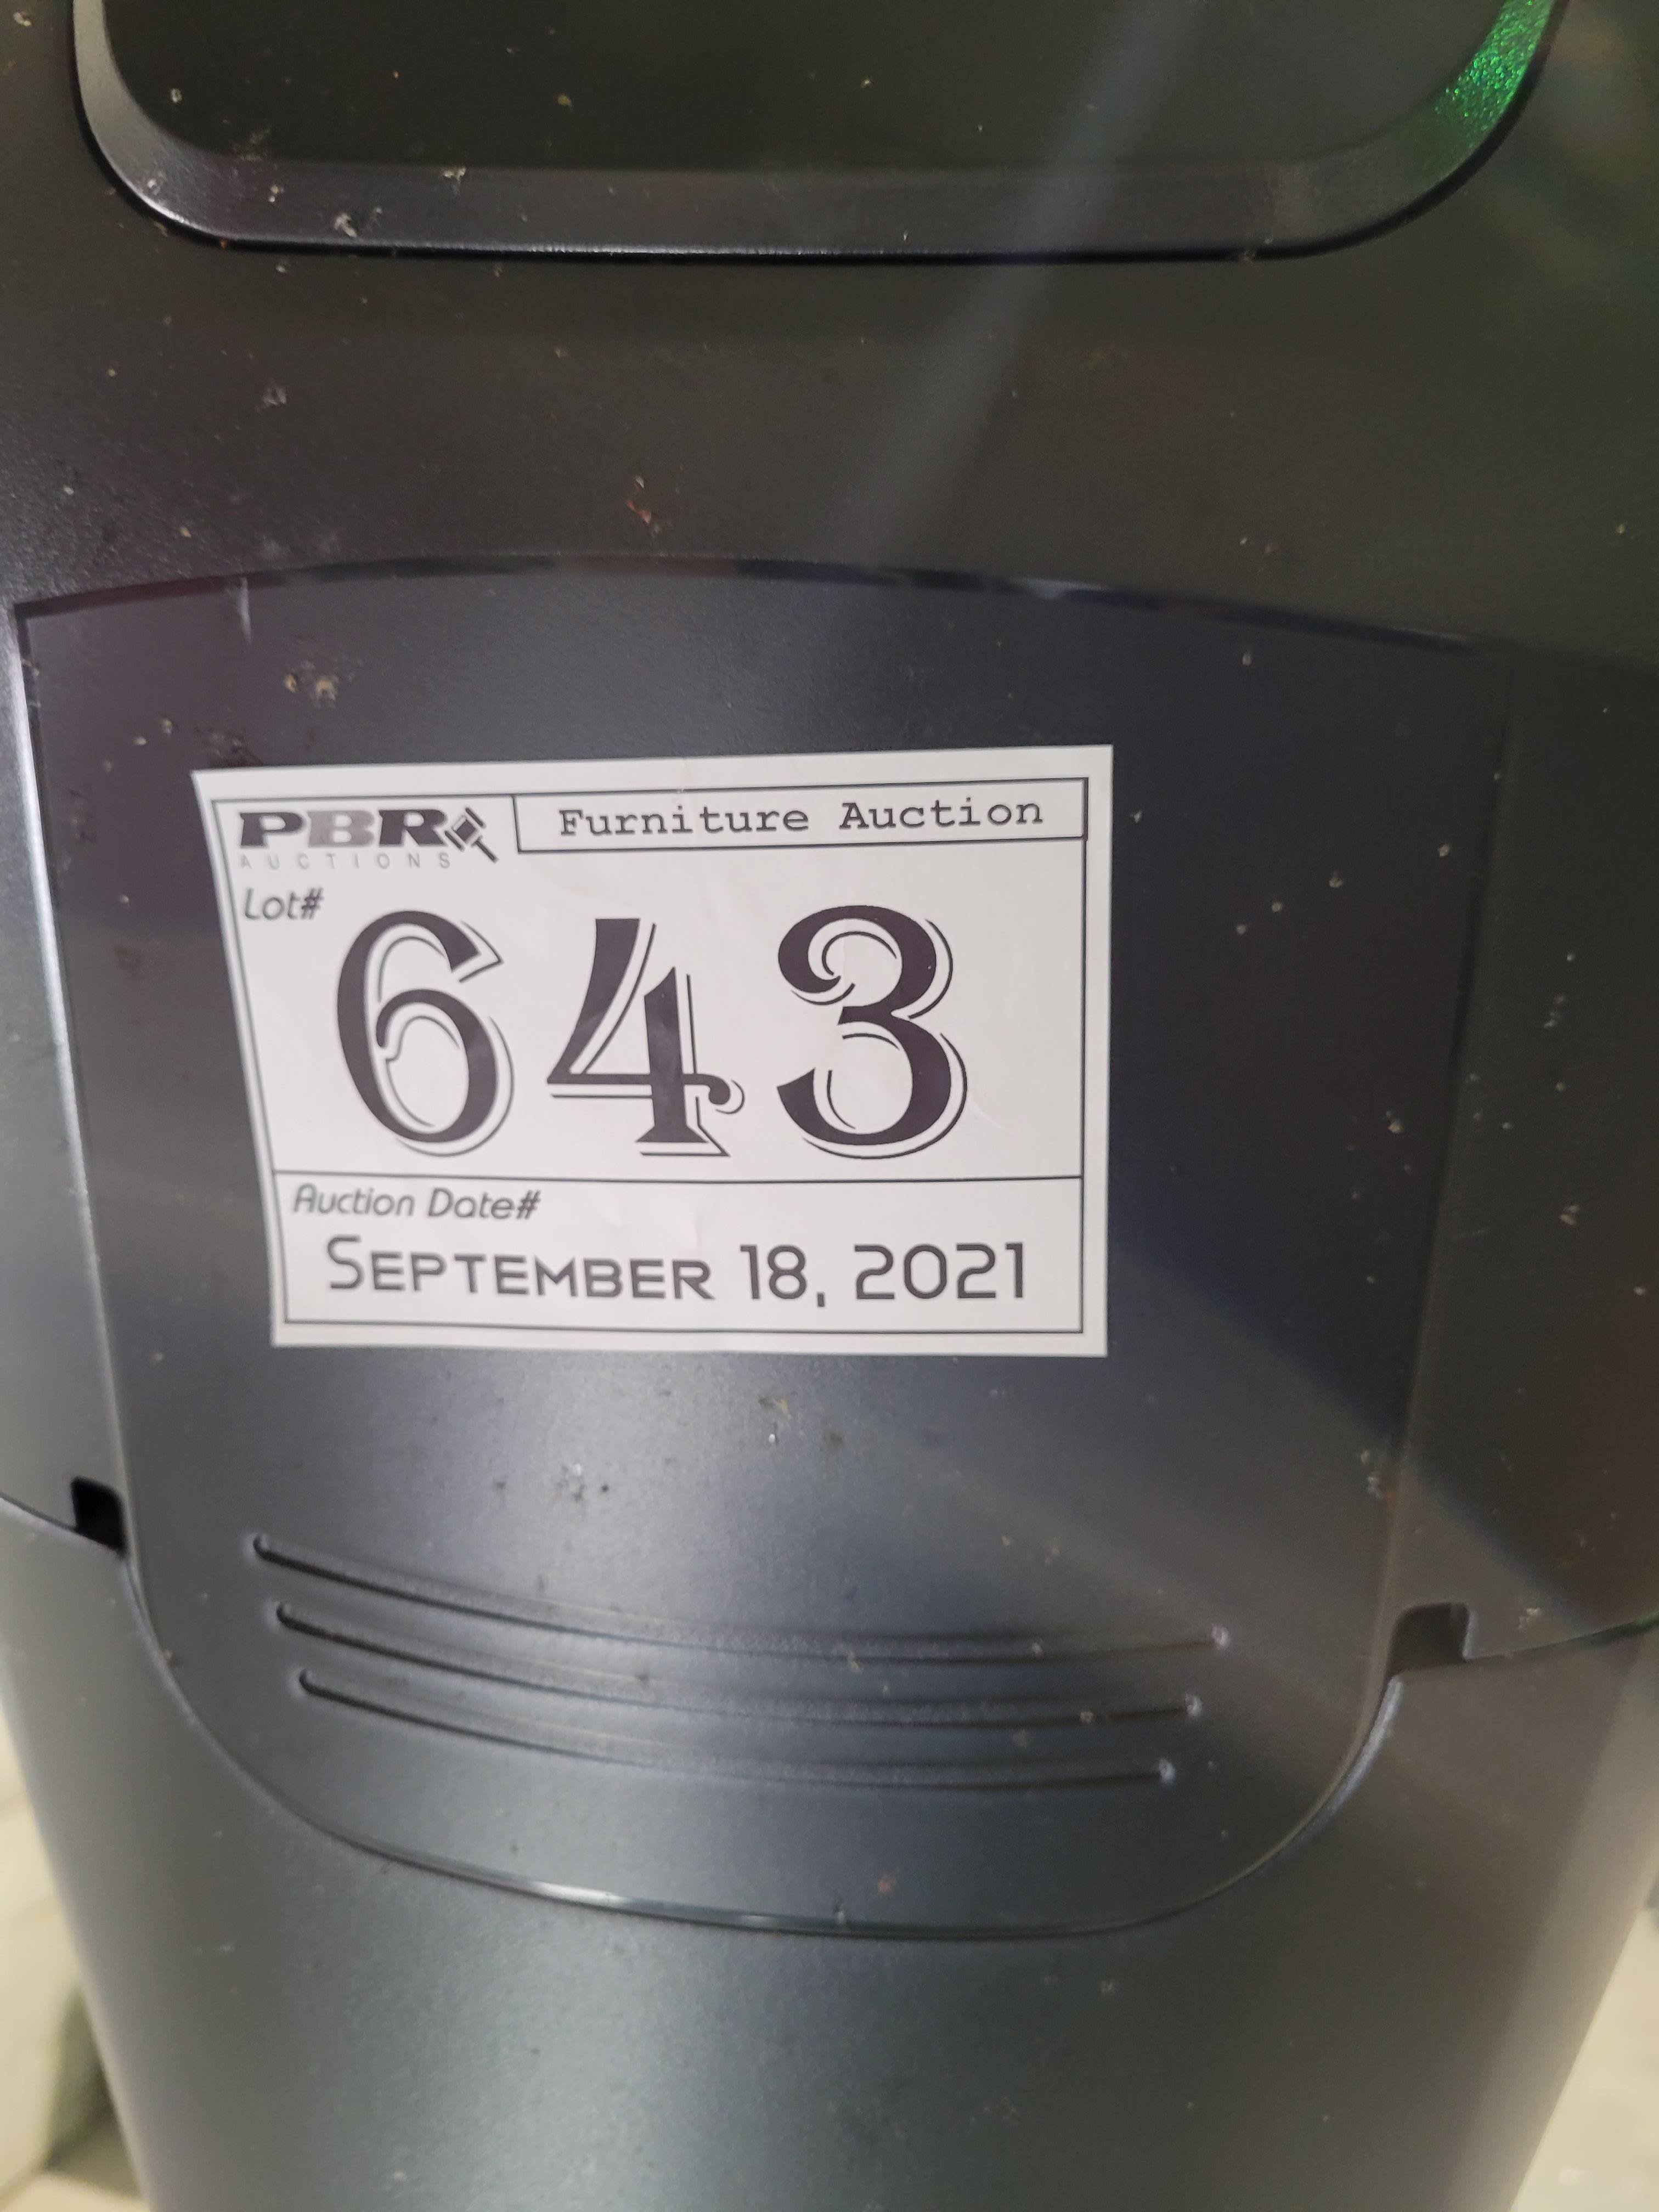 PBR Furniture Auction
AUCTIONS
Lot#
643
Auction Date#
September 18, 2021